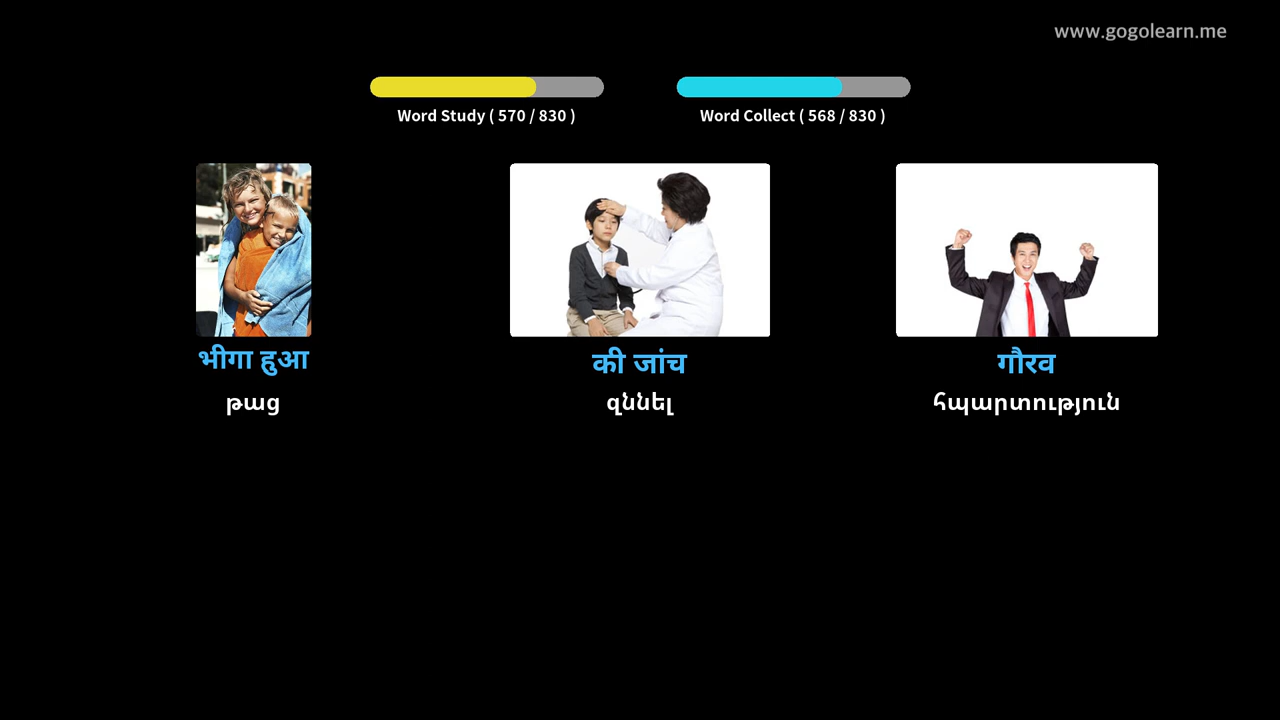 www.gogolearn.me
Word Study ( 570 / 830 )
Word Collect ( 568 / 830 )
भीगा हुआ
की जांच
गौरव
թաց
զննել
հպարտություն